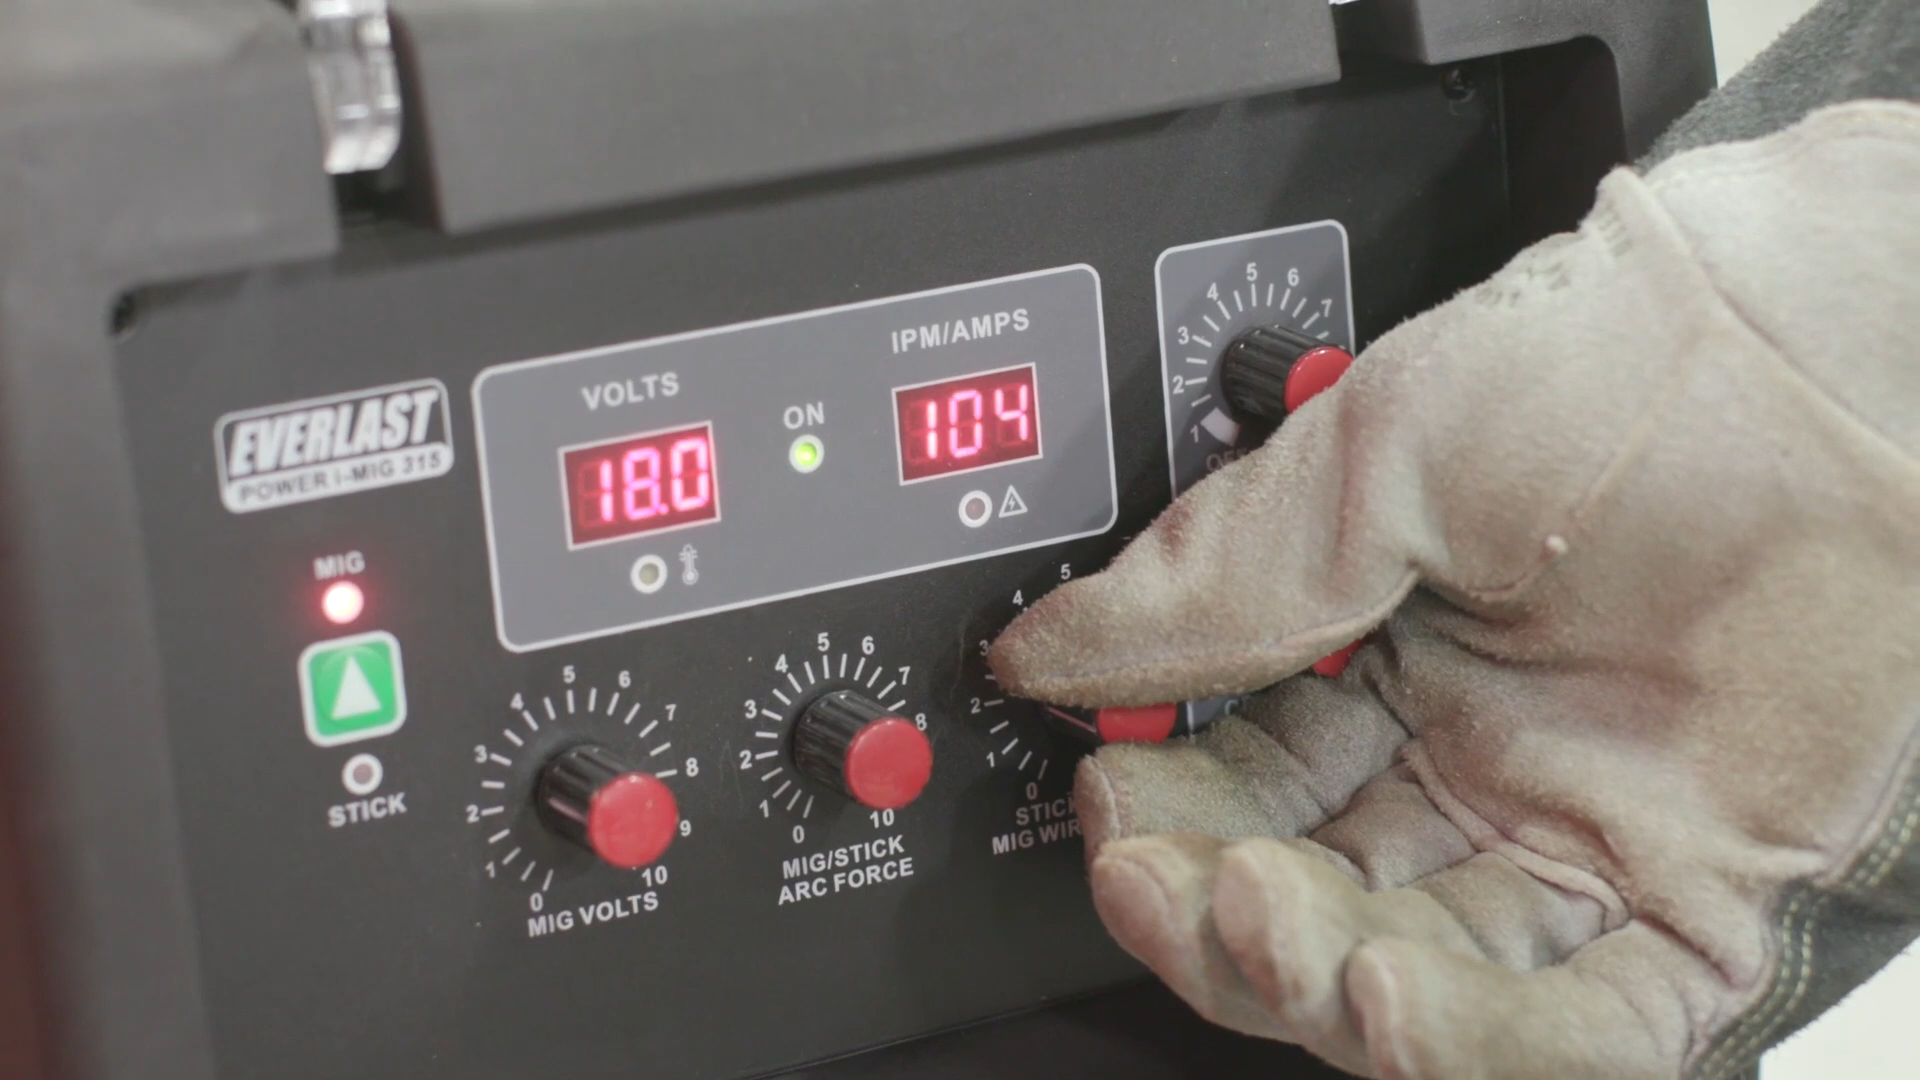 EVERLAST
POWER i-MIG 315
VOLTS
18.0
ON
IPM/AMPS
104
MIG
STICK
0 1 2 3 4 5 6 7 8 9 10
MIG VOLTS
0 1 2 3 4 5 6 7 8 10
MIG/STICK
ARC FORCE
0 1 2 3 4 5
STICK
MIG WIR
1 2 3 4 5 6 7